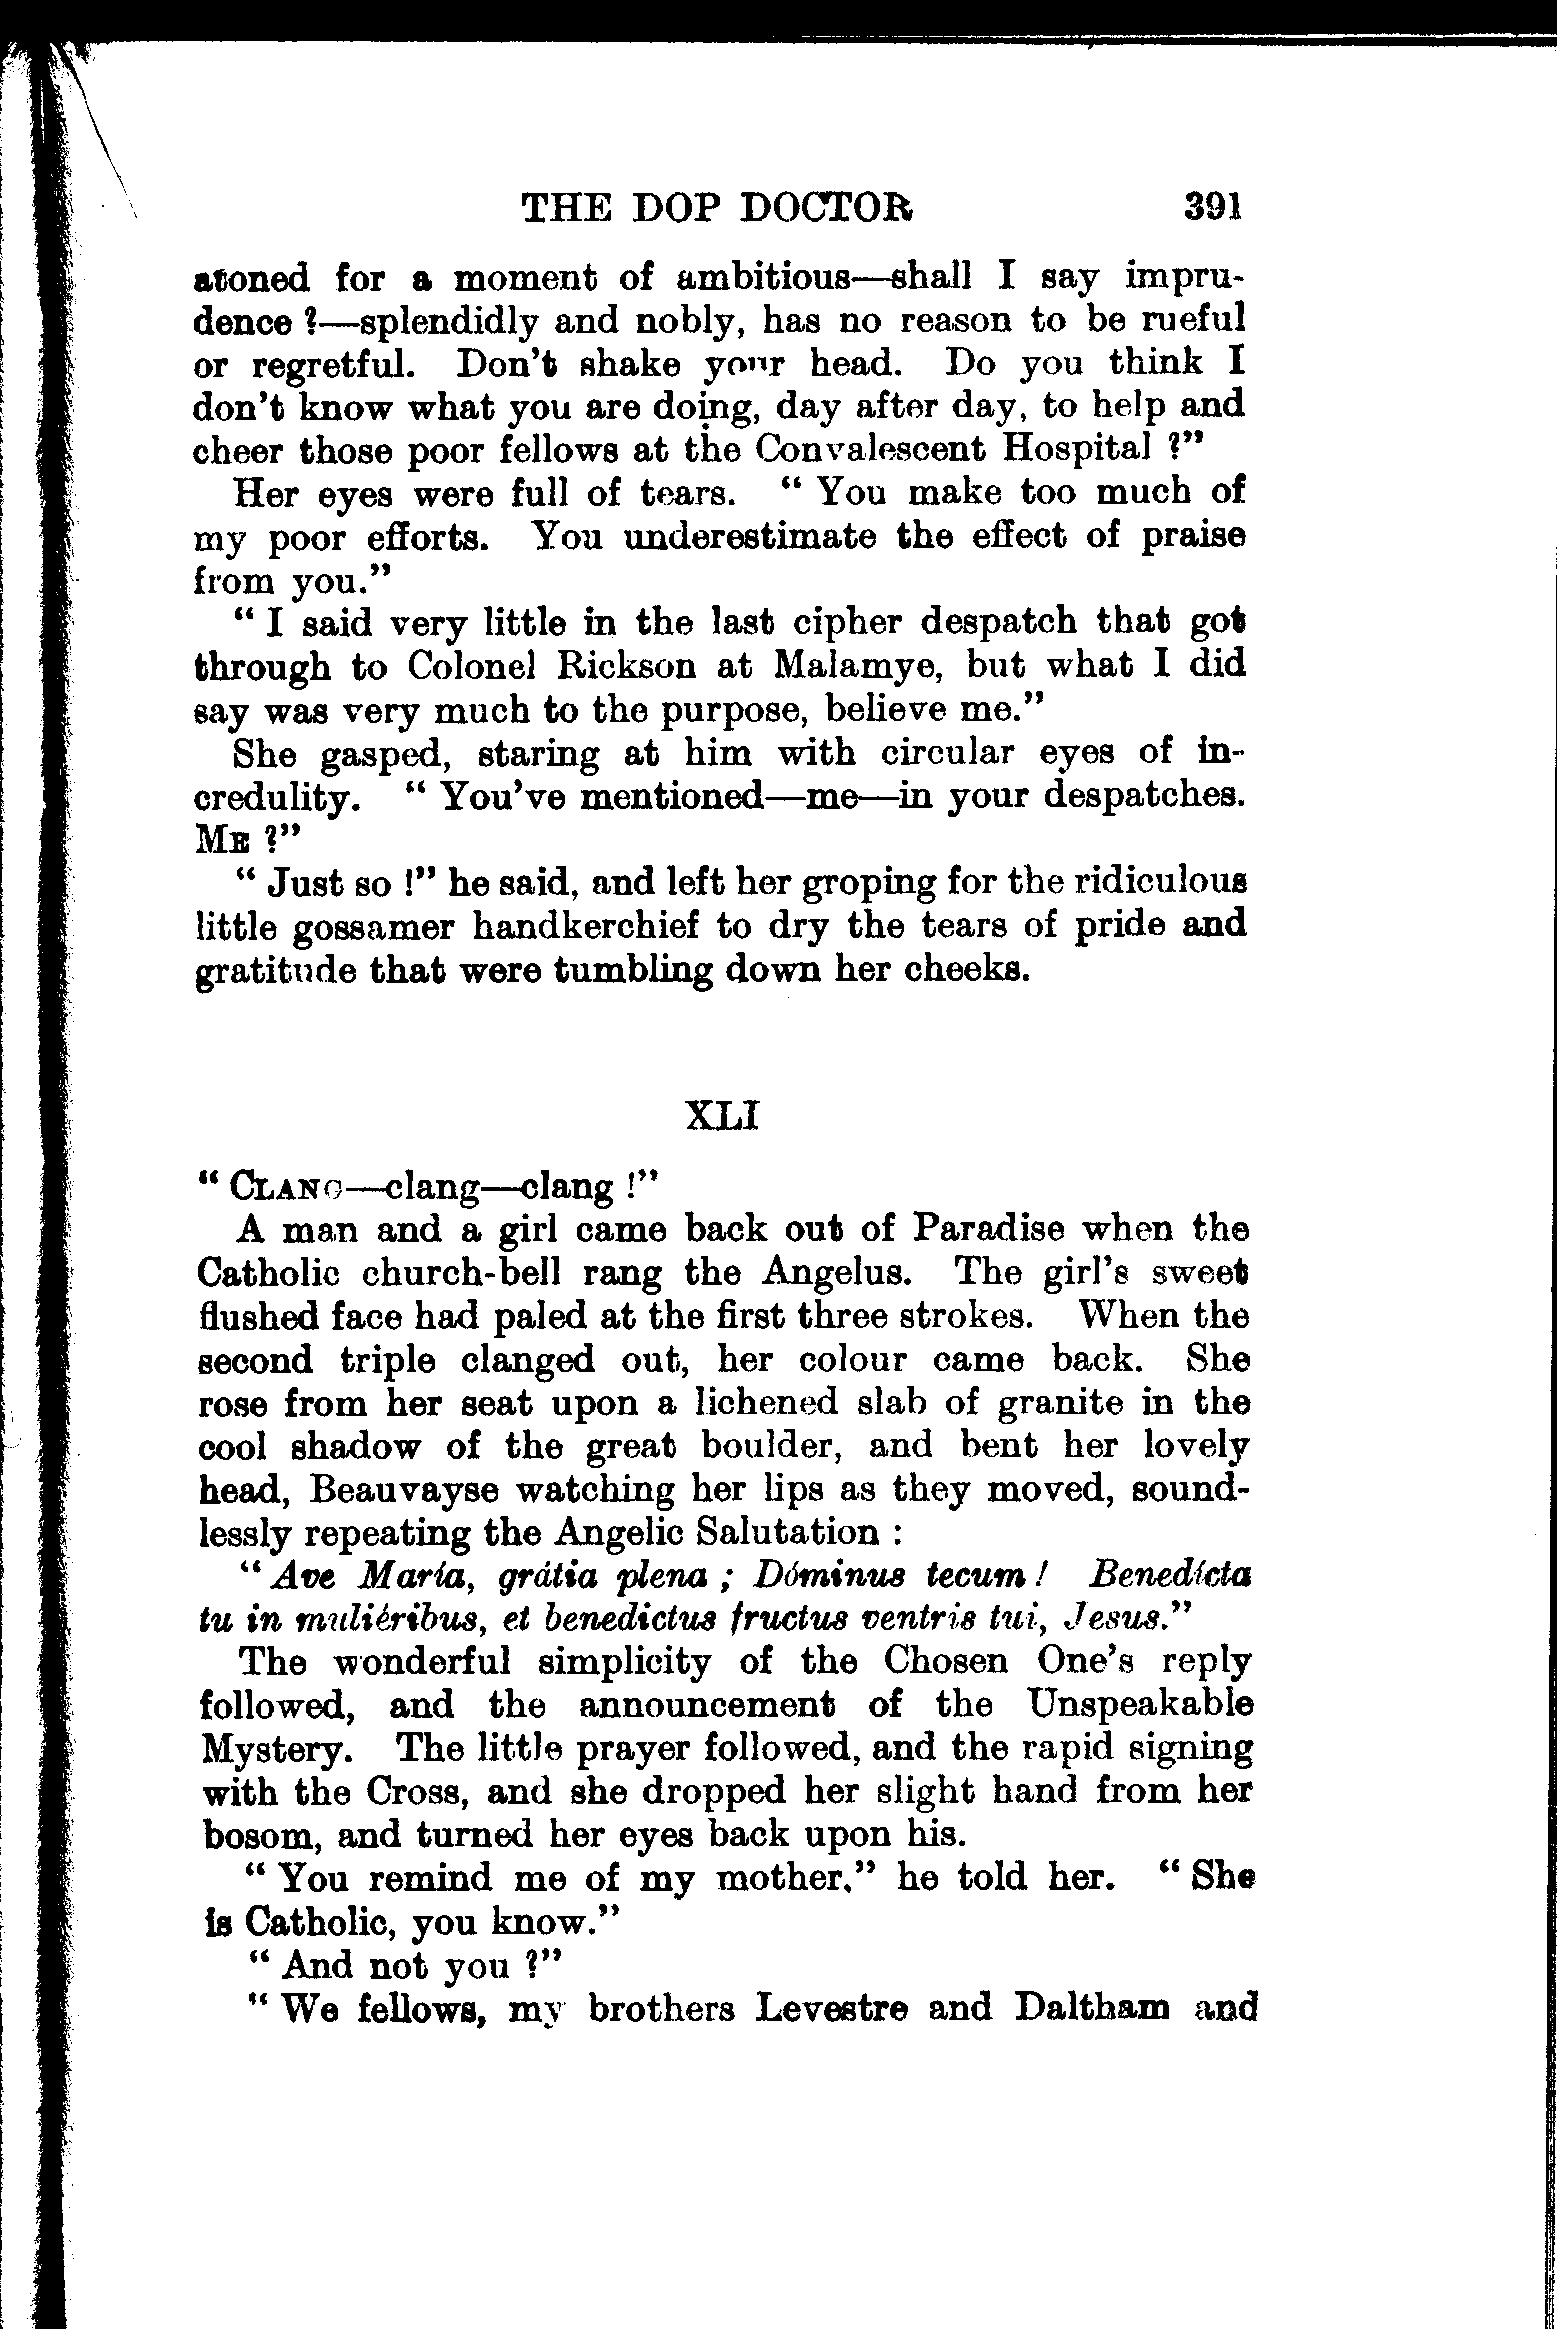 THE DOP DOCTOR 391
atoned for a moment of ambitious—shall I say impru-
dence ?—splendidly and nobly, has no reason to be rueful
or regretful. Don't shake your head. Do you think I
don't know what you are doing, day after day, to help and
cheer those poor fellows at the Convalescent Hospital ?"
Her eyes were full of tears. "You make too much of
my poor efforts. You underestimate the effect of praise
from you."
"I said very little in the last cipher despatch that got
through to Colonel Rickson at Malamye, but what I did
say was very much to the purpose, believe me."
She gasped, staring at him with circular eyes of in-
credulity. "You've mentioned—me—in your despatches.
ME ?"
"Just so !" he said, and left her groping for the ridiculous
little gossamer handkerchief to dry the tears of pride and
gratitude that were tumbling down her cheeks.
XLI
"CLANG—clang—clang !"
A man and a girl came back out of Paradise when the
Catholic church-bell rang the Angelus. The girl's sweet
flushed face had paled at the first three strokes. When the
second triple clanged out, her colour came back. She
rose from her seat upon a lichened slab of granite in the
cool shadow of the great boulder, and bent her lovely
head, Beauvayse watching her lips as they moved, sound-
lessly repeating the Angelic Salutation :
"Ave María, grátia plena ; Dóminus tecum ! Benedícta
tu in muliéribus, et benedictus fructus ventris tui, Jesus."
The wonderful simplicity of the Chosen One's reply
followed, and the announcement of the Unspeakable
Mystery. The little prayer followed, and the rapid signing
with the Cross, and she dropped her slight hand from her
bosom, and turned her eyes back upon his.
"You remind me of my mother," he told her. "She
is Catholic, you know."
"And not you ?"
"We fellows, my brothers Levestre and Daltham and